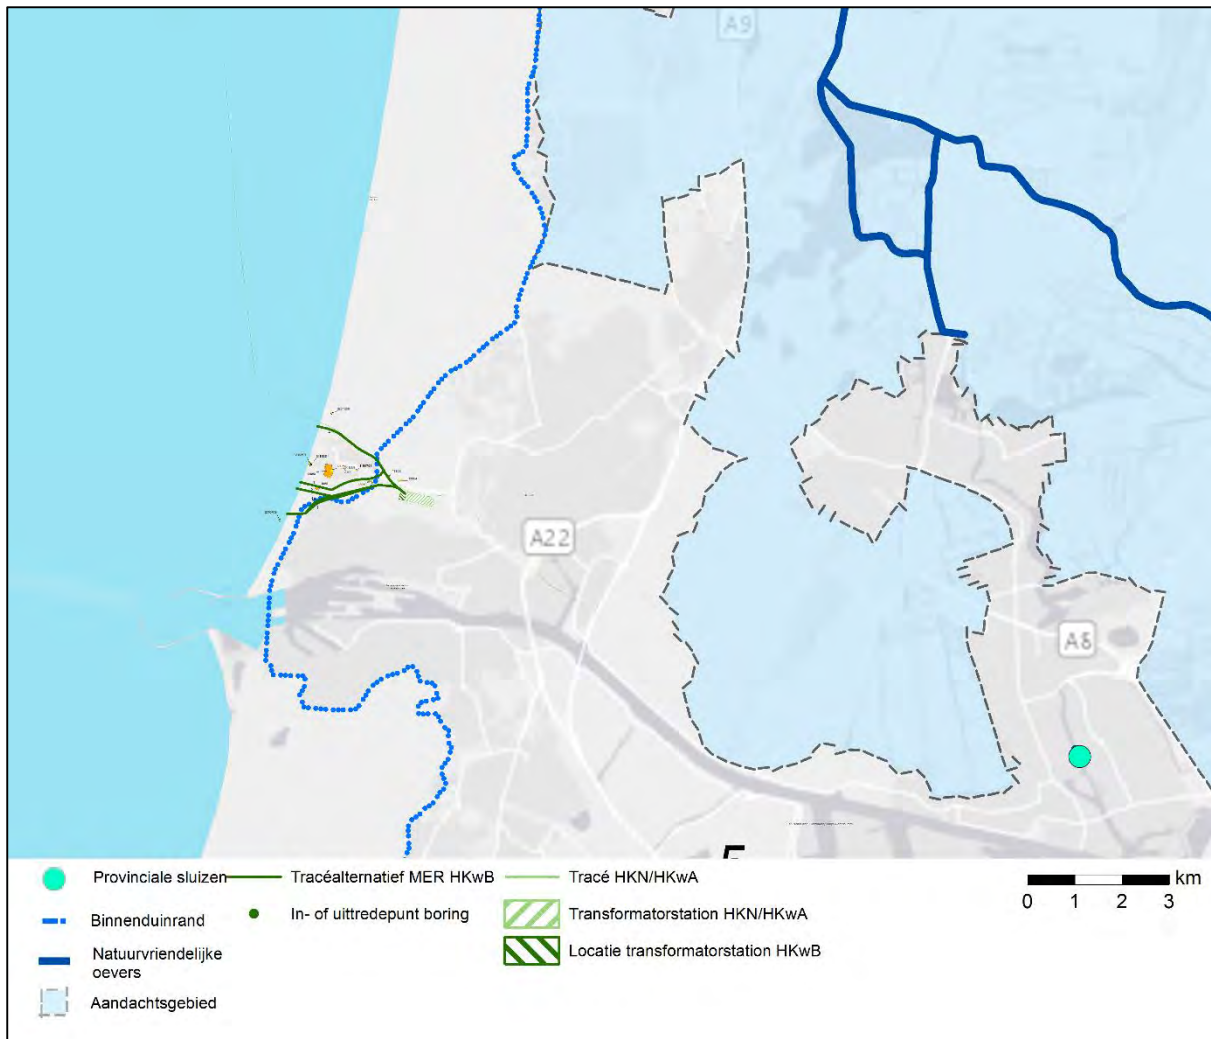 A9
A22
A8
Provinciale sluizen
Tracéalternatief MER HKwB
Tracé HKN/HKwA
km
0 1 2 3
Binnenduinrand
In- of uittredepunt boring
Transformatorstation HKN/HKwA
Natuurvriendelijke
oevers
Locatie transformatorstation HKwB
Aandachtsgebied